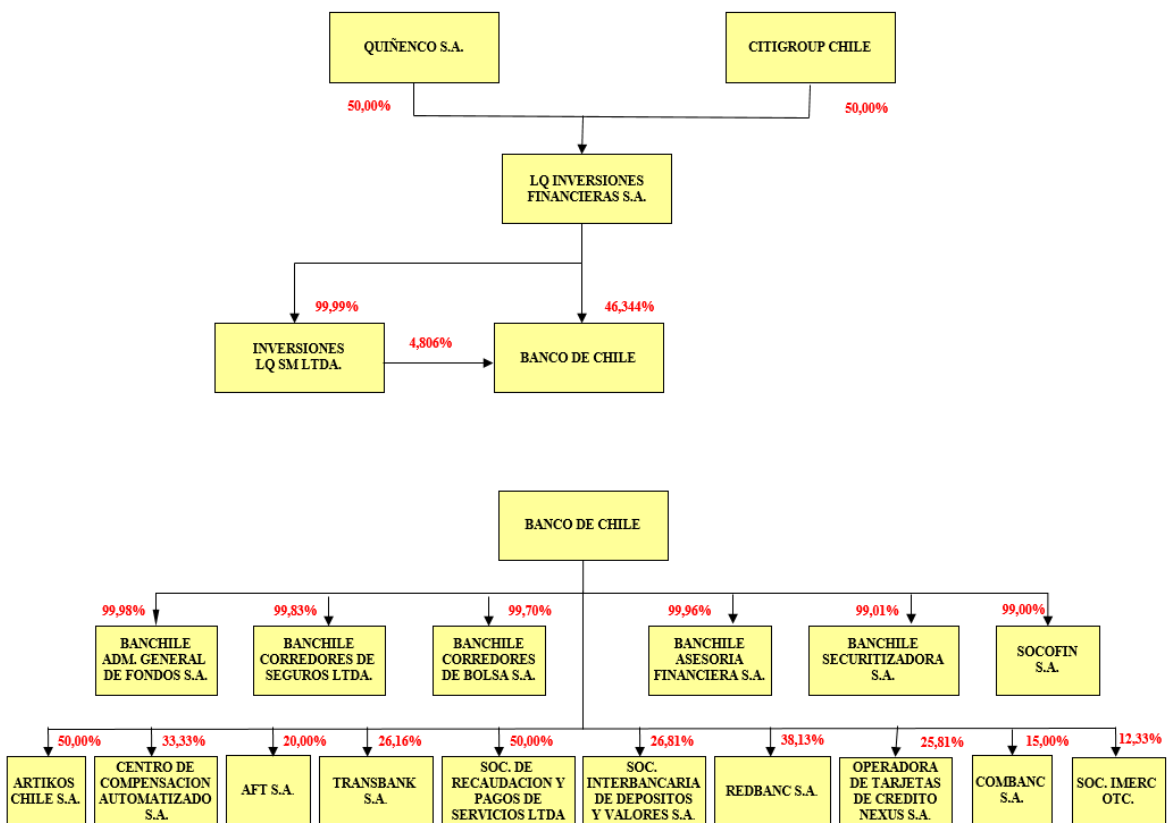 QUIÑENCO S.A.
CITIGROUP CHILE
50,00%
50,00%
LQ INVERSIONES
FINANCIERAS S.A.
99,99%
46,344%
INVERSIONES
LQ SM LTDA.
4,806%
BANCO DE CHILE
BANCO DE CHILE
99,98%
99,83%
99,70%
99,96%
99,01%
99,00%
BANCHILE
ADM. GENERAL
DE FONDOS S.A.
BANCHILE
CORREDORES DE
SEGUROS LTDA.
BANCHILE
CORREDORES
DE BOLSA S.A.
BANCHILE
ASESORIA
FINANCIERA S.A.
BANCHILE
SECURITIZADORA
S.A.
SOCOFIN
S.A.
50,00%
33,33%
20,00%
26,16%
50,00%
26,81%
38,13%
25,81%
15,00%
12,33%
ARTIKOS
CHILE S.A.
CENTRO DE
COMPENSACION
AUTOMATIZADO
S.A.
AFT S.A.
TRANSBANK
S.A.
SOC. DE
RECAUDACION Y
PAGOS DE
SERVICIOS LTDA
SOC.
INTERBANCARIA
DE DEPOSITOS
Y VALORES S.A.
REDBANC S.A.
OPERADORA
DE TARJETAS
DE CREDITO
NEXUS S.A.
COMBANC
S.A.
SOC. IMERC
OTC.